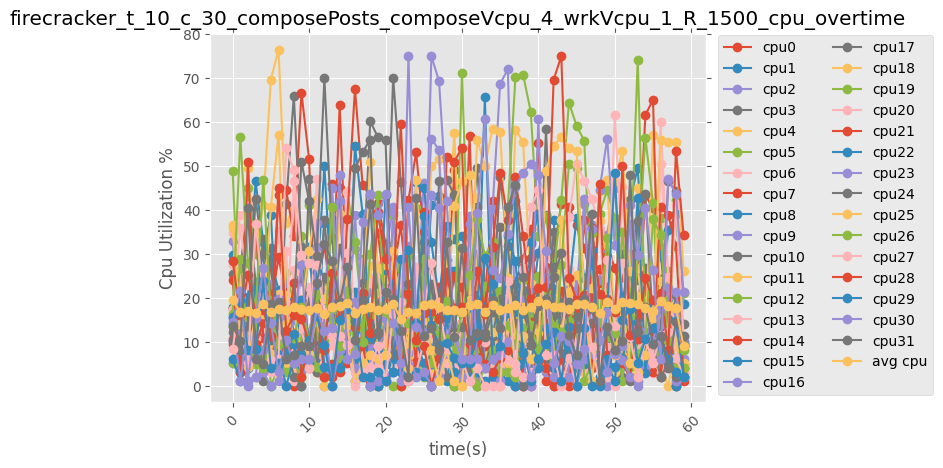 firecracker_t_10_c_30_composePosts_composeVcpu_4_wrkVcpu_1_R_1500_cpu_overtime
80
70
60
50
40
30
20
10
0
Cpu Utilization %
0
10
20
30
40
50
60
time(s)
cpu0
cpu1
cpu2
cpu3
cpu4
cpu5
cpu6
cpu7
cpu8
cpu9
cpu10
cpu11
cpu12
cpu13
cpu14
cpu15
cpu16
cpu17
cpu18
cpu19
cpu20
cpu21
cpu22
cpu23
cpu24
cpu25
cpu26
cpu27
cpu28
cpu29
cpu30
cpu31
avg cpu